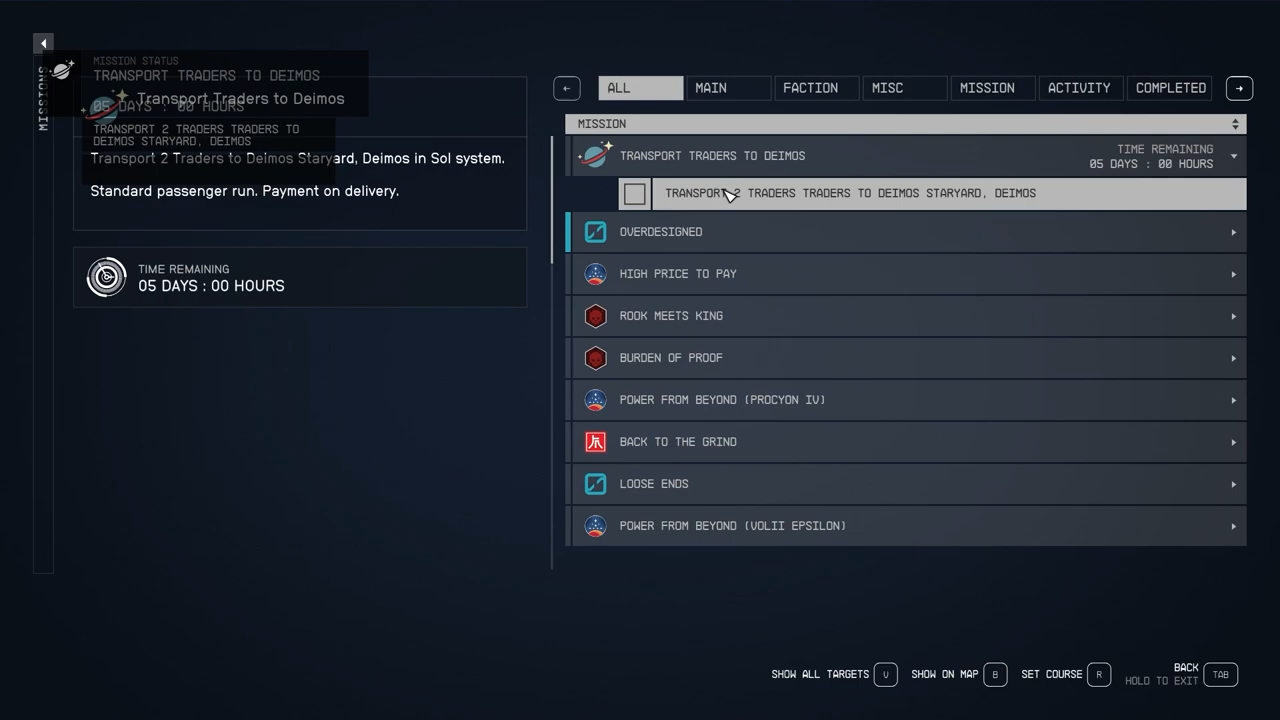 MISSION STATUS
TRANSPORT TRADERS TO DEIMOS
Transport Traders to Deimos
05 DAYS : 00 HOURS
TRANSPORT 2 TRADERS TRADERS TO
DEIMOS STARYARD, DEIMOS
Transport 2 Traders to Deimos Staryard, Deimos in Sol system.
Standard passenger run. Payment on delivery.
TIME REMAINING
05 DAYS : 00 HOURS
MISSIONS
ALL
MAIN
FACTION
MISC
MISSION
ACTIVITY
COMPLETED
MISSION
TRANSPORT TRADERS TO DEIMOS
TIME REMAINING
05 DAYS : 00 HOURS
TRANSPORT 2 TRADERS TRADERS TO DEIMOS STARYARD, DEIMOS
OVERDESIGNED
HIGH PRICE TO PAY
ROOK MEETS KING
BURDEN OF PROOF
POWER FROM BEYOND (PROCYON IV)
BACK TO THE GRIND
LOOSE ENDS
POWER FROM BEYOND (VOLII EPSILON)
SHOW ALL TARGETS V
SHOW ON MAP B
SET COURSE R
BACK
HOLD TO EXIT TAB